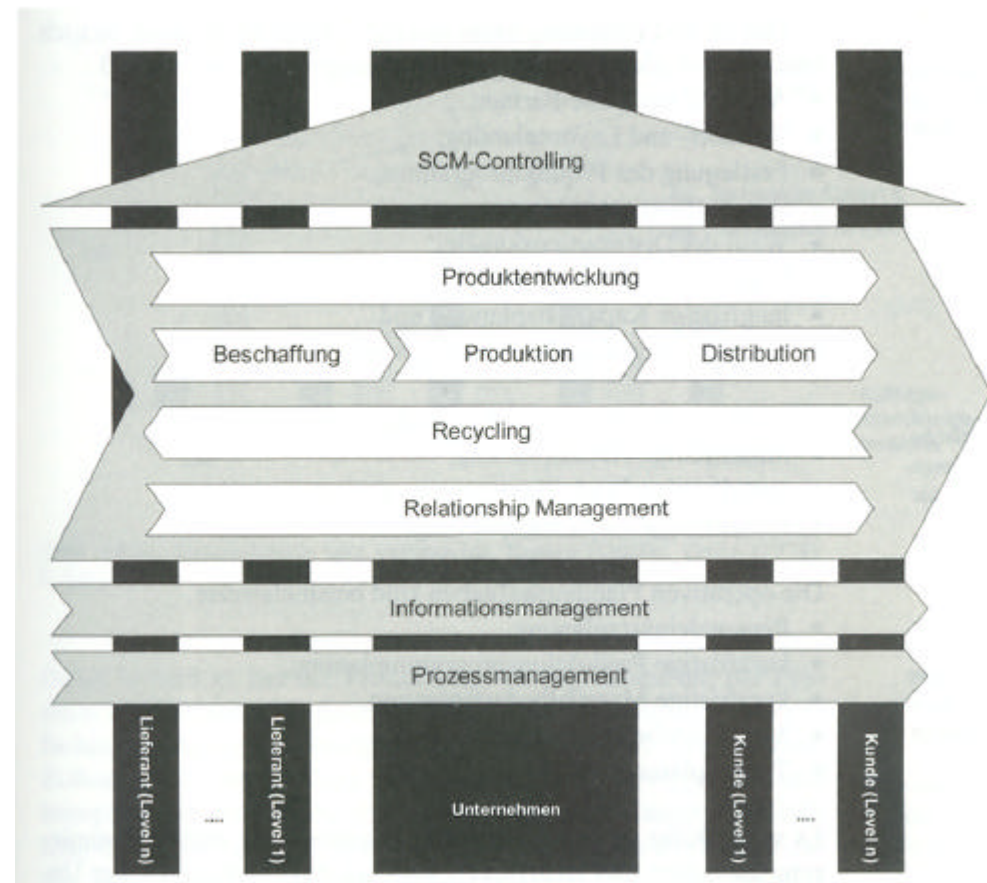 SCM-Controlling
Produktentwicklung
Beschaffung
Produktion
Distribution
Recycling
Relationship Management
Informationsmanagement
Prozessmanagement
Lieferant (Level n)
....
Lieferant (Level 1)
Unternehmen
Kunde (Level 1)
....
Kunde (Level n)